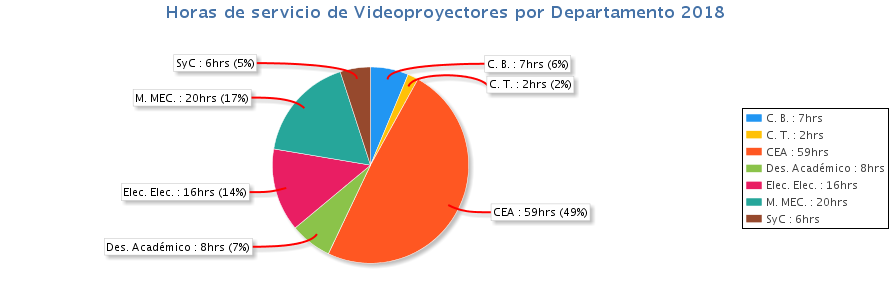 Horas de servicio de Videoproyectores por Departamento 2018
SyC : 6hrs (5%)
C. B. : 7hrs (6%)
C. T. : 2hrs (2%)
M. MEC. : 20hrs (17%)
Elec. Elec. : 16hrs (14%)
CEA : 59hrs (49%)
Des. Académico : 8hrs (7%)
C. B. : 7hrs
C. T. : 2hrs
CEA : 59hrs
Des. Académico : 8hrs
Elec. Elec. : 16hrs
M. MEC. : 20hrs
SyC : 6hrs